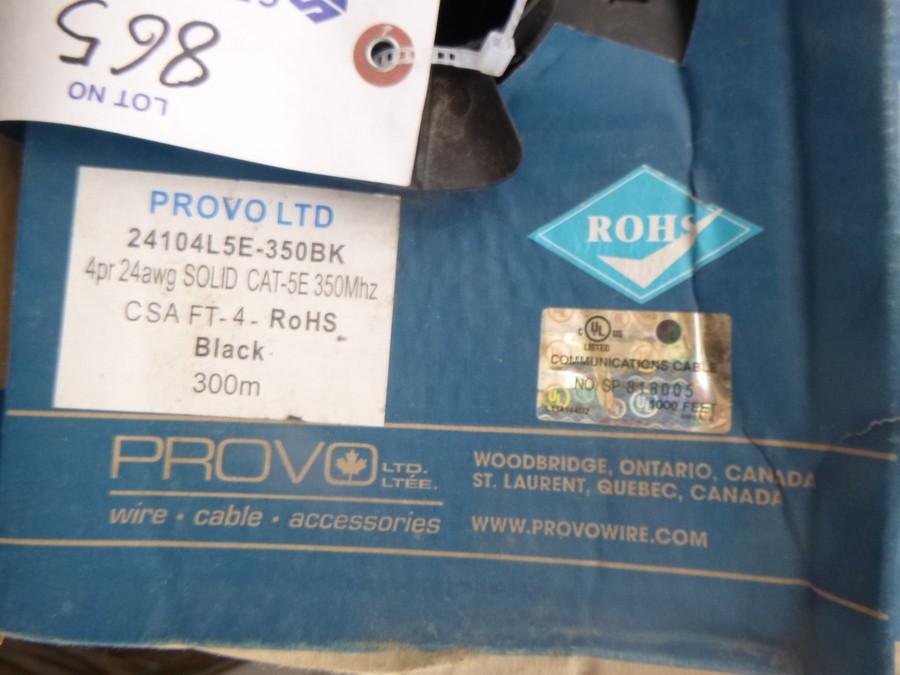 865
LOT NO
PROVO LTD
24104L5E-350BK
4pr 24awg SOLID CAT-5E 350Mhz
CSA FT-4- RoHS
Black
300m
ROHS
C UL US
LISTED
COMMUNICATIONS CABLE
NO. SP 818005
1000 FEET
PROVO LTD.
LTÉE.
wire · cable · accessories
WOODBRIDGE, ONTARIO, CANADA
ST. LAURENT, QUEBEC, CANADA
WWW.PROVOWIRE.COM